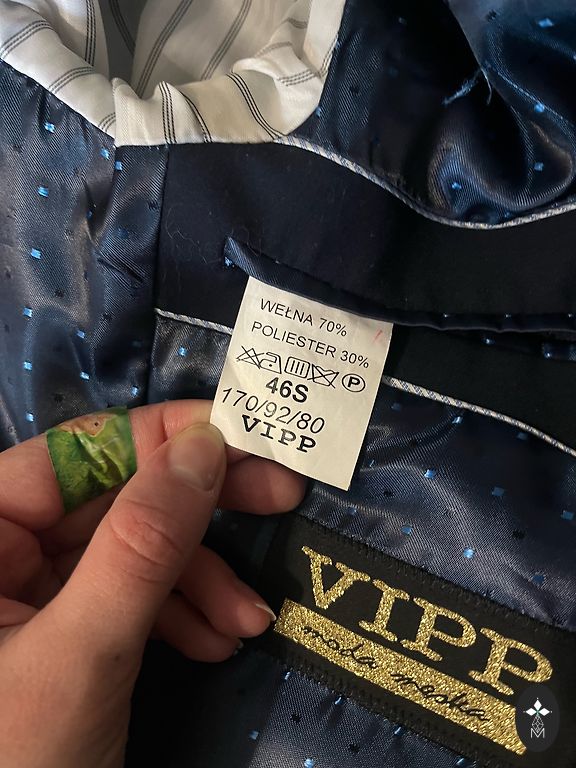 WEŁNA 70%
POLIESTER 30%
P
46S
170/92/80
VIPP
VIPP
moda męska
M